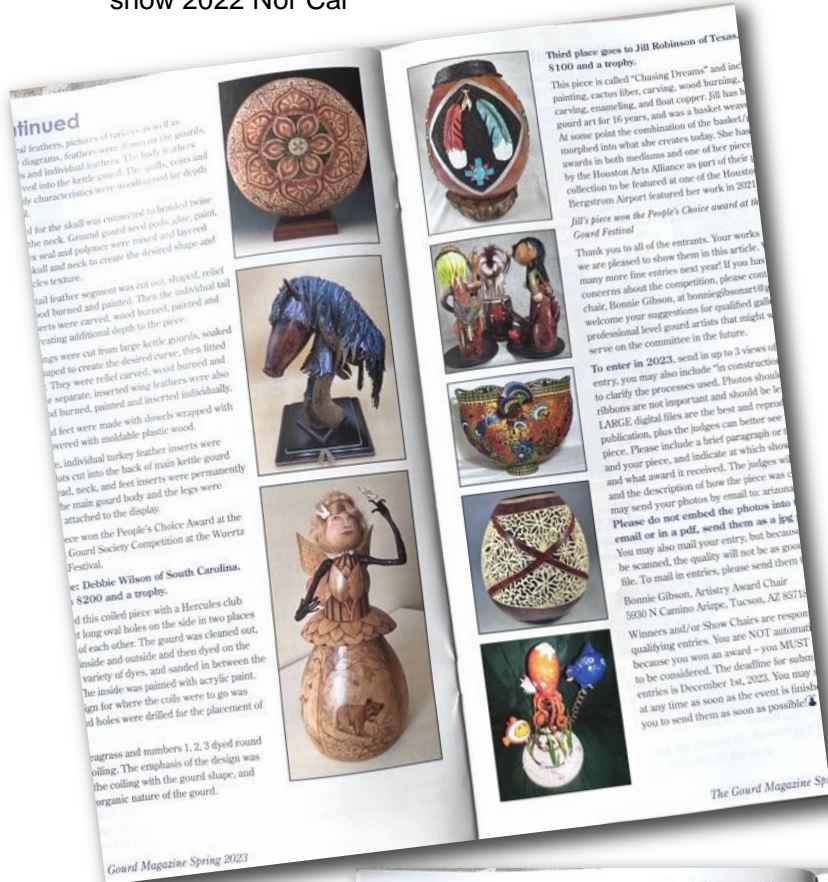 show 2022 Nor Cal
tinued
ral feathers, pictures of turkeys as well as
diagrams, feathers were drawn on the gourds,
s and individual feathers. The body feathers
ved into the kettle gourd. The quills, veins and
dy characteristics were woodburned for depth
l.
d for the skull was connected to braided twine
the neck. Ground gourd seed pods, glue, paint,
x seal and polymer were mixed and layered
skull and neck to create the desired shape and
cles texture.
tail feather segment was cut out, shaped, relief
od burned and painted. Then the individual tail
erts were carved, wood burned, painted and
reating additional depth to the piece.
ngs were cut from large kettle gourds, soaked
aped to create the desired curve, then fitted
. They were relief carved, wood burned and
e separate, inserted wing feathers were also
d burned, painted and inserted individually.
d feet were made with dowels wrapped with
vered with moldable plastic wood.
e, individual turkey feather inserts were
ots cut into the back of main kettle gourd
ead, neck, and feet inserts were permanently
he main gourd body and the legs were
attached to the display.
ece won the People's Choice Award at the
Gourd Society Competition at the Wuertz
Festival.
e: Debbie Wilson of South Carolina.
$200 and a trophy.
d this coiled piece with a Hercules club
t long oval holes on the side in two places
of each other. The gourd was cleaned out,
inside and outside and then dyed on the
variety of dyes, and sanded in between the
he inside was painted with acrylic paint.
ign for where the coils were to go was
d holes were drilled for the placement of
eagrass and numbers 1, 2, 3 dyed round
oiling. The emphasis of the design was
the coiling with the gourd shape, and
organic nature of the gourd.
Gourd Magazine Spring 2023
Third place goes to Jill Robinson of Texas.
$100 and a trophy.
This piece is called "Chasing Dreams" and incl
painting, cactus fiber, carving, wood burning,
carving, enameling, and float copper. Jill has b
gourd art for 16 years, and was a basket weav
At some point the combination of the basket/
morphed into what she creates today. She has
awards in both mediums and one of her piece
by the Houston Arts Alliance as part of their
collection to be featured at one of the Housto
Bergstrom Airport featured her work in 2021
Jill's piece won the People's Choice award at th
Gourd Festival
Thank you to all of the entrants. Your works
we are pleased to show them in this article.
many more fine entries next year! If you hav
concerns about the competition, please cont
chair, Bonnie Gibson, at bonniegibsonart@g
welcome your suggestions for qualified galle
professional level gourd artists that might w
serve on the committee in the future.
To enter in 2023, send in up to 3 views of
entry, you may also include "in construction
to clarify the processes used. Photos shoul
ribbons are not important and should be le
LARGE digital files are the best and reprod
publication, plus the judges can better see
piece. Please include a brief paragraph or
and your piece, and indicate at which show
and what award it received. The judges wi
and the description of how the piece was c
may send your photos by email to: arizona
Please do not embed the photos into
email or in a pdf, send them as a jpg
You may also mail your entry, but because
be scanned, the quality will not be as goo
file. To mail in entries, please send them
Bonnie Gibson, Artistry Award Chair
5930 N Camino Arizpe, Tucson, AZ 85718
Winners and/or Show Chairs are respon
qualifying entries. You are NOT automati
because you won an award – you MUST
to be considered. The deadline for subm
entries is December 1st, 2023. You may
at any time as soon as the event is finish
you to send them as soon as possible!
The Gourd Magazine Sp